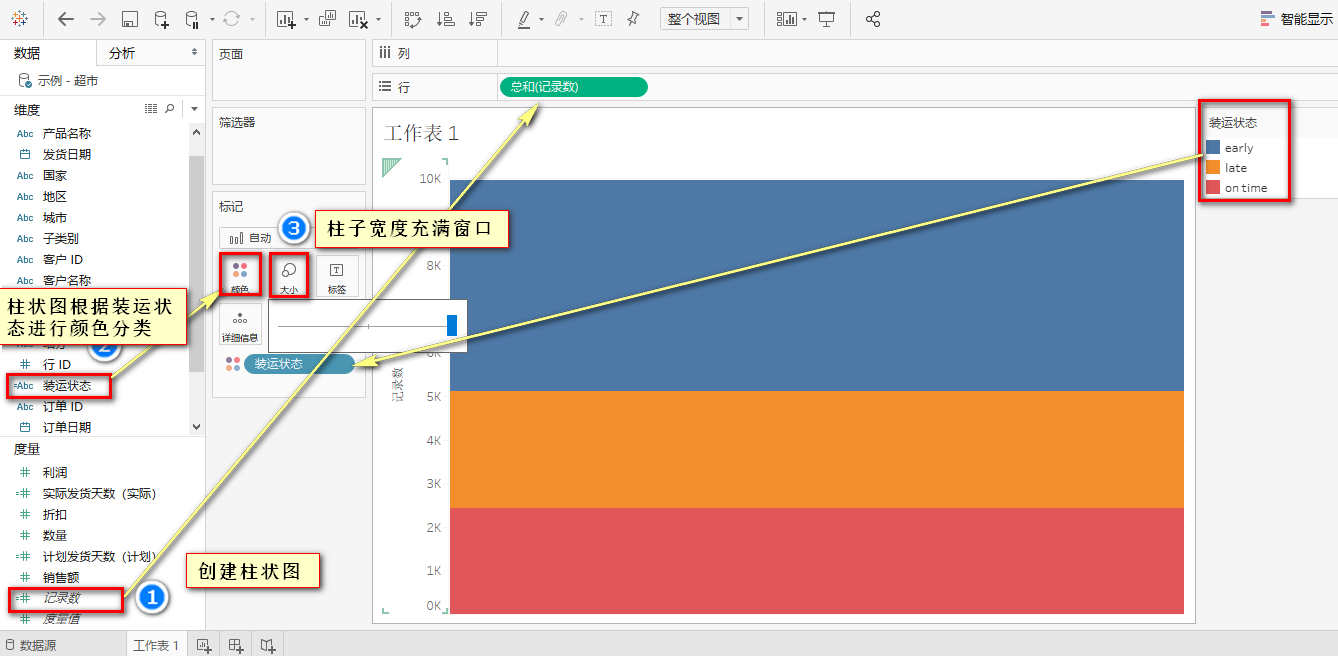 整个视图
智能显示
数据
分析
示例 - 超市
维度
Abc 产品名称
发货日期
Abc 国家
Abc 地区
Abc 城市
Abc 子类别
Abc 客户 ID
Abc 客户名称
柱状图根据装运状
态进行颜色分类
2
# 行 ID
=Abc 装运状态
Abc 订单 ID
订单日期
度量
# 利润
=# 实际发货天数（实际）
# 折扣
# 数量
=# 计划发货天数（计划）
# 销售额
=# 记录数
# 度量值
1
创建柱状图
页面
筛选器
标记
自动
3
柱子宽度充满窗口
颜色
大小
T
标签
详细信息
装运状态
列
行
总和(记录数)
工作表 1
10K
8K
6K
5K
4K
3K
2K
1K
0K
记录数
装运状态
early
late
on time
数据源
工作表 1